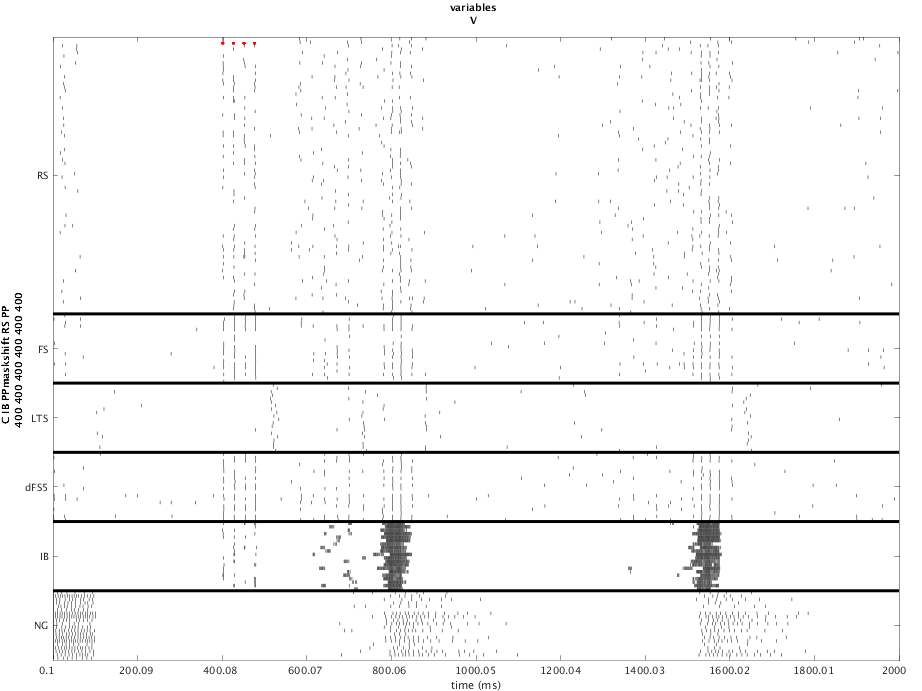 variables
V
C IB PPmaskshift RS PP
400 400 400 400 400 400
RS
FS
LTS
dFS5
IB
NG
0.1 200.09 400.08 600.07 800.06 1000.05 1200.04 1400.03 1600.02 1800.01 2000
time (ms)